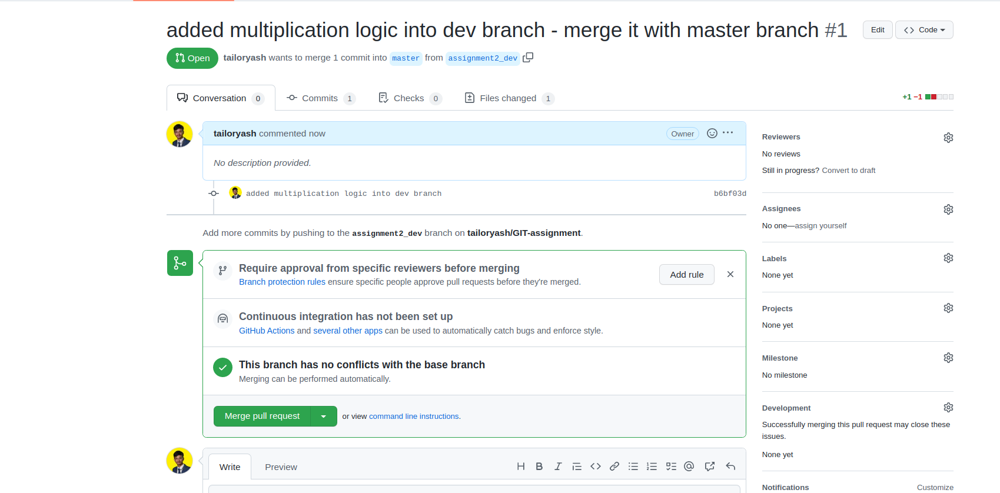 added multiplication logic into dev branch - merge it with master branch #1
Edit
Code
Open
tailoryash wants to merge 1 commit into master from assignment2_dev
Conversation 0
Commits 1
Checks 0
Files changed 1
+1 −1
tailoryash commented now
Owner
No description provided.
added multiplication logic into dev branch
b6bf03d
Add more commits by pushing to the assignment2_dev branch on tailoryash/GIT-assignment.
Require approval from specific reviewers before merging
Branch protection rules ensure specific people approve pull requests before they're merged.
Add rule
Continuous integration has not been set up
GitHub Actions and several other apps can be used to automatically catch bugs and enforce style.
This branch has no conflicts with the base branch
Merging can be performed automatically.
Merge pull request
or view command line instructions.
Write
Preview
Reviewers
No reviews
Still in progress? Convert to draft
Assignees
No one—assign yourself
Labels
None yet
Projects
None yet
Milestone
No milestone
Development
Successfully merging this pull request may close these
issues.
None yet
Notifications
Customize